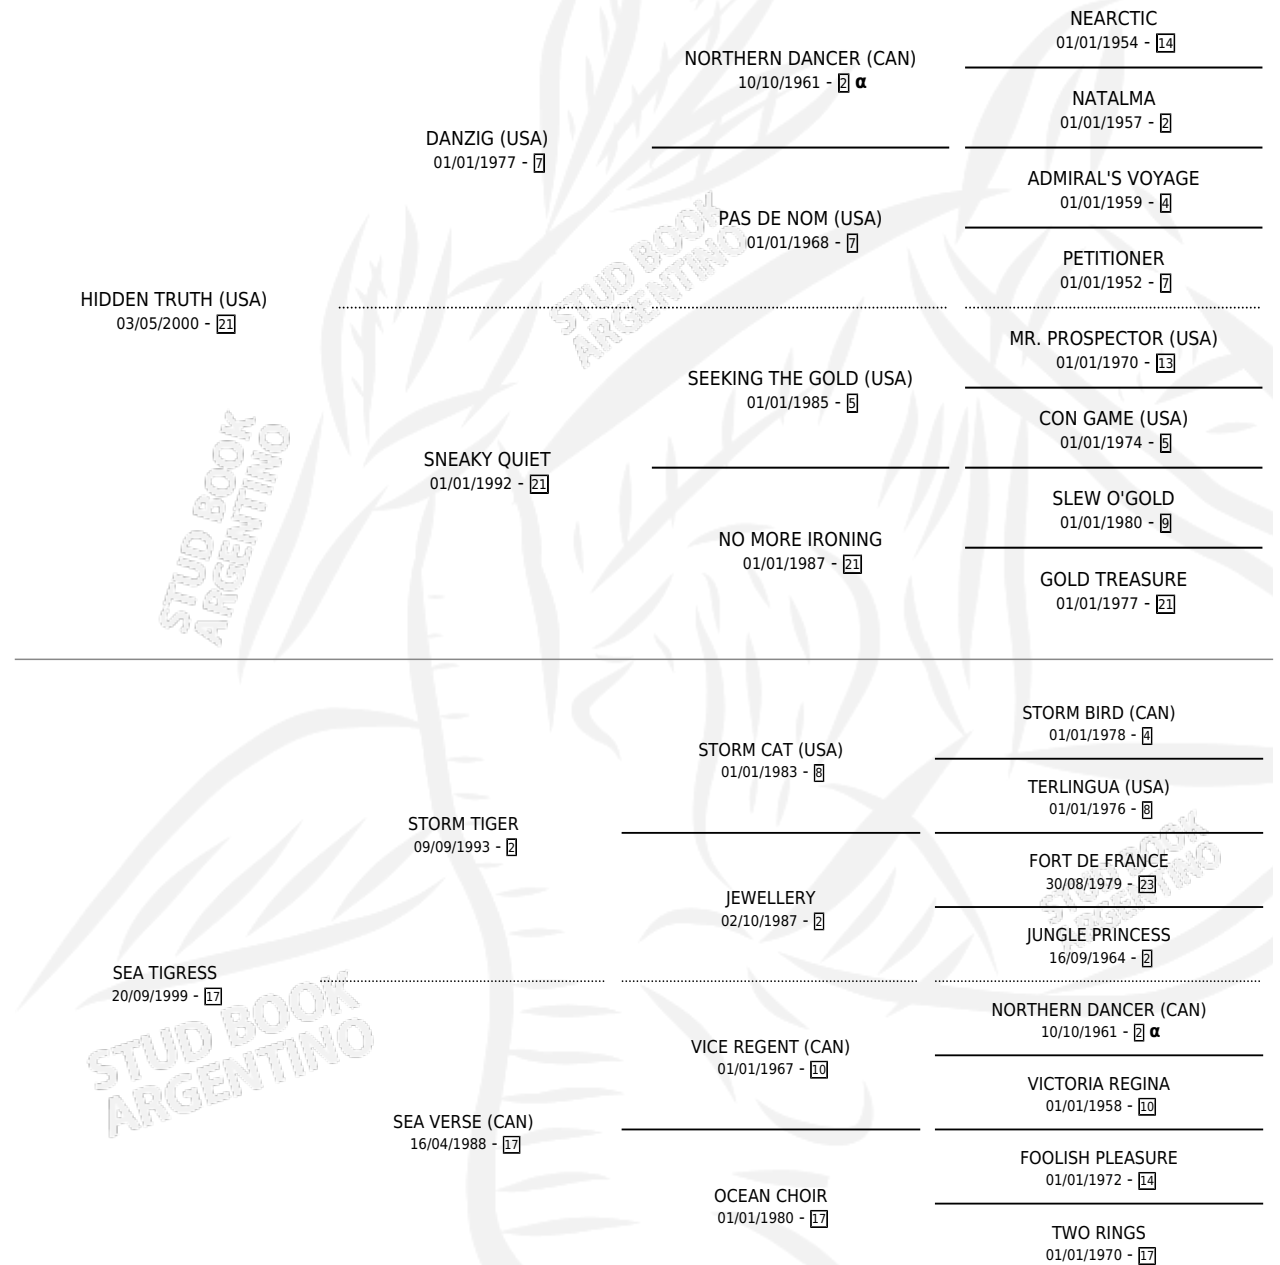 NEARCTIC
01/01/1954 - 14
NORTHERN DANCER (CAN)
10/10/1961 - 2 α
NATALMA
01/01/1957 - 2
DANZIG (USA)
01/01/1977 - 7
ADMIRAL'S VOYAGE
01/01/1959 - 4
PAS DE NOM (USA)
01/01/1968 - 7
PETITIONER
01/01/1952 - 7
HIDDEN TRUTH (USA)
03/05/2000 - 21
MR. PROSPECTOR (USA)
01/01/1970 - 13
SEEKING THE GOLD (USA)
01/01/1985 - 5
CON GAME (USA)
01/01/1974 - 5
SNEAKY QUIET
01/01/1992 - 21
SLEW O'GOLD
01/01/1980 - 9
NO MORE IRONING
01/01/1987 - 21
GOLD TREASURE
01/01/1977 - 21
STORM BIRD (CAN)
01/01/1978 - 4
STORM CAT (USA)
01/01/1983 - 8
TERLINGUA (USA)
01/01/1976 - 8
STORM TIGER
09/09/1993 - 2
FORT DE FRANCE
30/08/1979 - 23
JEWELLERY
02/10/1987 - 2
JUNGLE PRINCESS
16/09/1964 - 2
SEA TIGRESS
20/09/1999 - 17
NORTHERN DANCER (CAN)
10/10/1961 - 2 α
VICE REGENT (CAN)
01/01/1967 - 10
VICTORIA REGINA
01/01/1958 - 10
SEA VERSE (CAN)
16/04/1988 - 17
FOOLISH PLEASURE
01/01/1972 - 14
OCEAN CHOIR
01/01/1980 - 17
TWO RINGS
01/01/1970 - 17
STUD BOOK
ARGENTINO
STUD BOOK
ARGENTINO
STUD BOOK
ARGENTINO
STUD BOOK
ARGENTINO